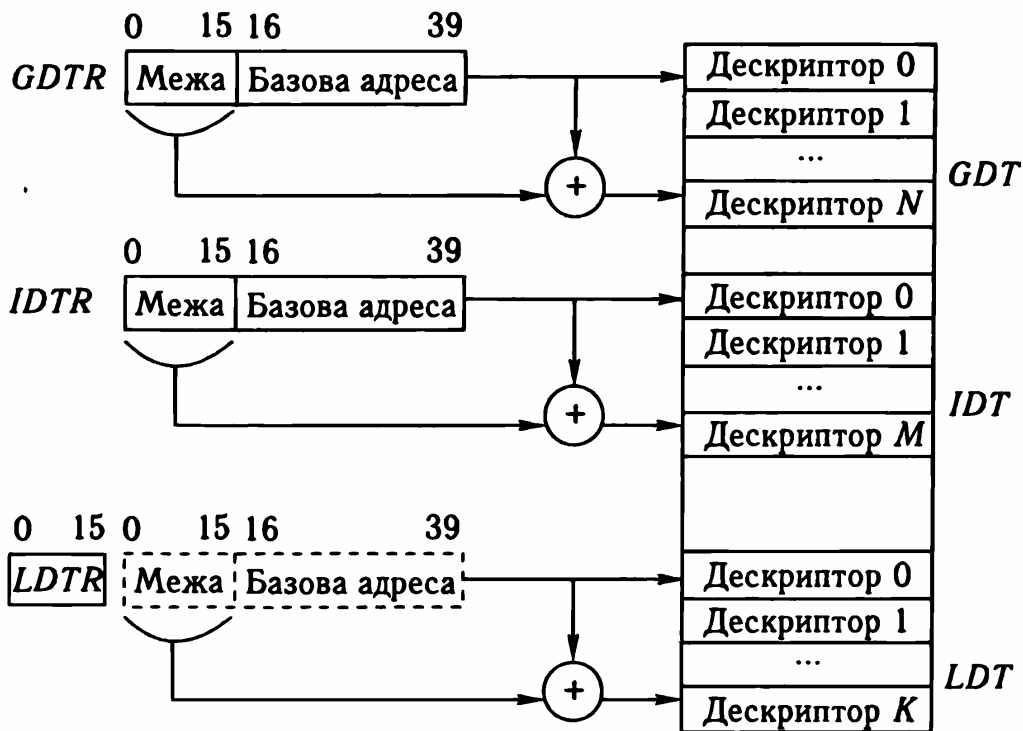 0 15 16 39
GDTR Межа Базова адреса
Дескриптор 0
Дескриптор 1
...
GDT
Дескриптор N
0 15 16 39
IDTR Межа Базова адреса
Дескриптор 0
Дескриптор 1
...
IDT
Дескриптор M
0 15 0 15 16 39
LDTR Межа Базова адреса
Дескриптор 0
Дескриптор 1
...
LDT
Дескриптор K
+
+
+